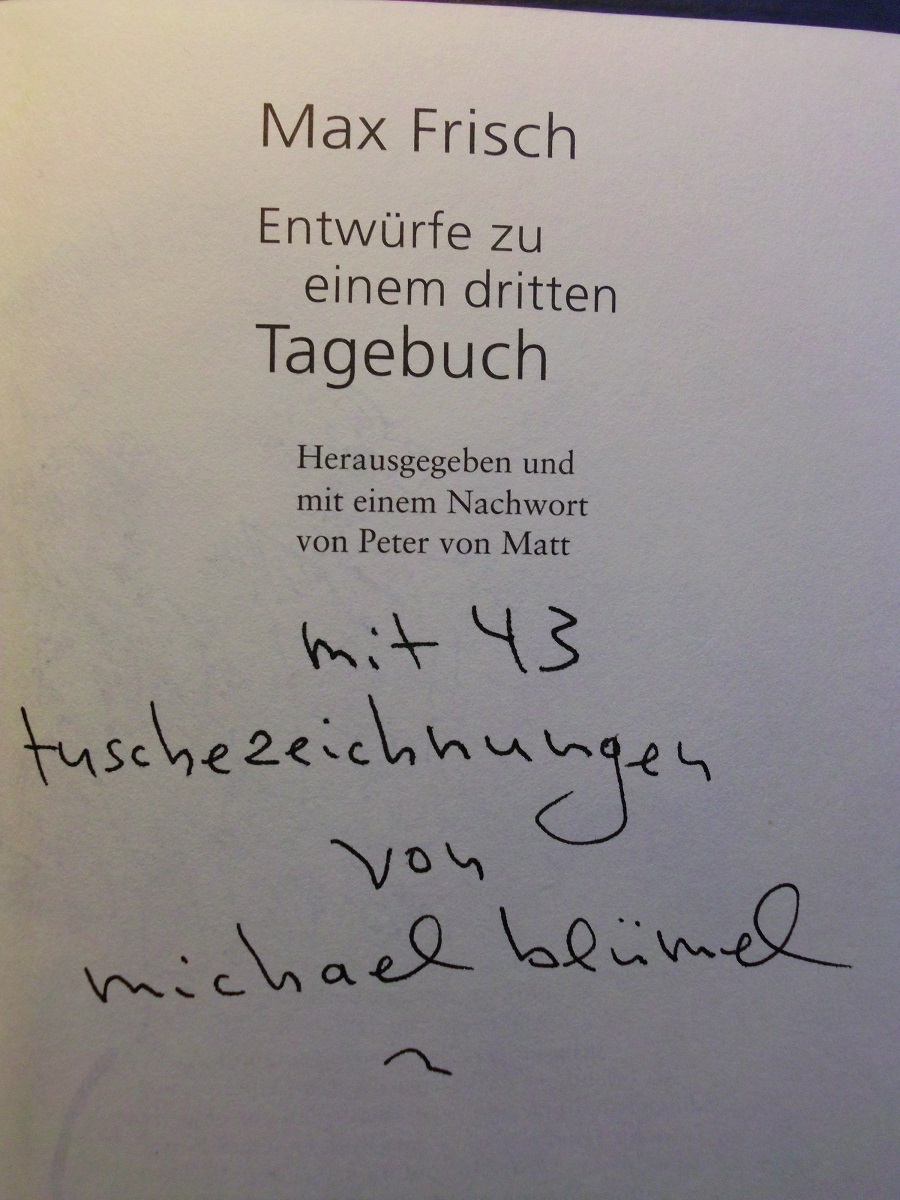 Max Frisch
Entwürfe zu
einem dritten
Tagebuch
Herausgegeben und
mit einem Nachwort
von Peter von Matt
mit 43
tuschezeichnungen
von
michael blümel
~